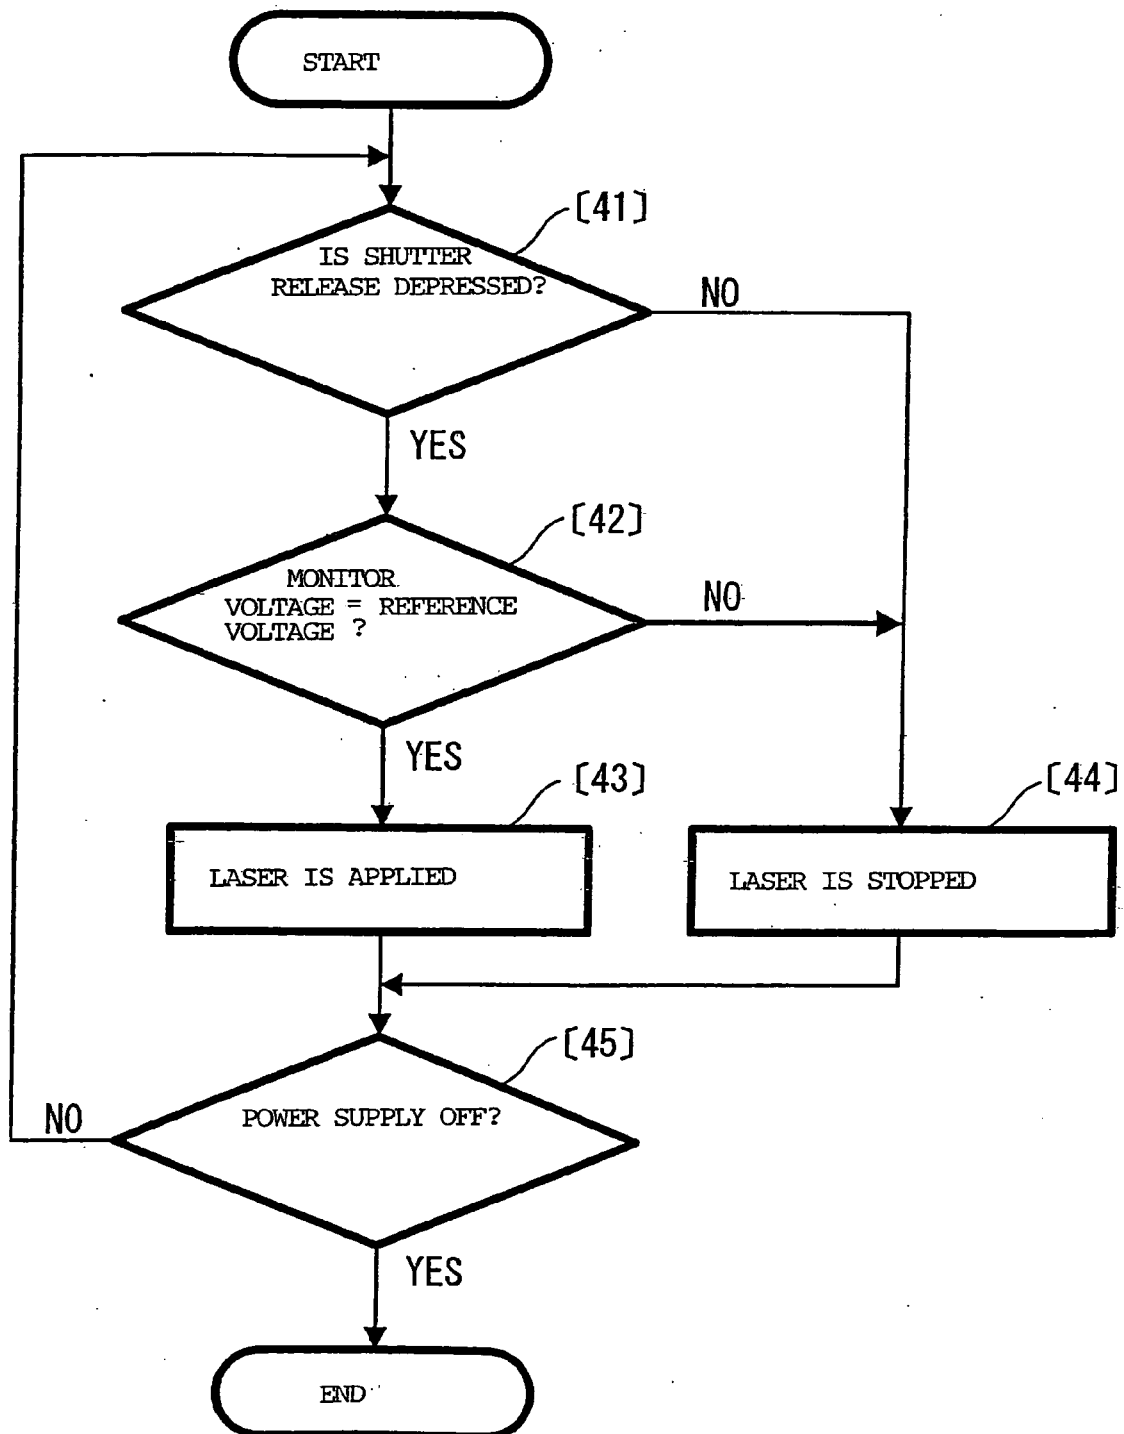 START
[41]
IS SHUTTER
RELEASE DEPRESSED?
NO
YES
[42]
MONITOR
VOLTAGE = REFERENCE
VOLTAGE ?
NO
YES
[43]
[44]
LASER IS APPLIED
LASER IS STOPPED
[45]
POWER SUPPLY OFF?
NO
YES
END